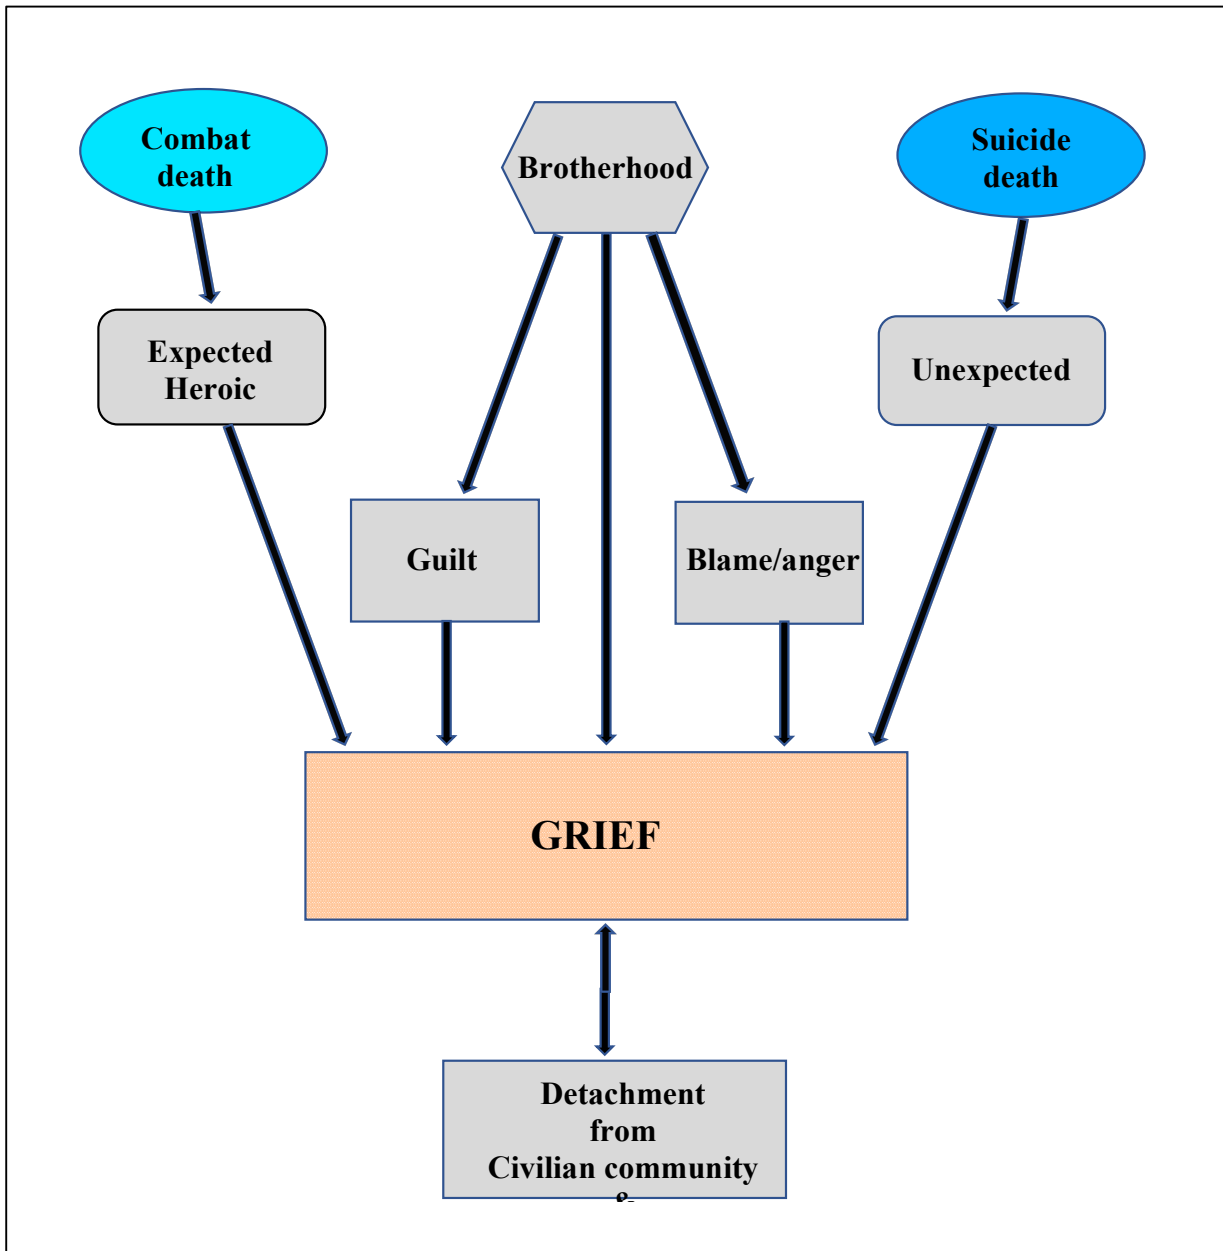 Combat
death
Brotherhood
Suicide
death
Expected
Heroic
Unexpected
Guilt
Blame/anger
GRIEF
Detachment
from
Civilian community
&